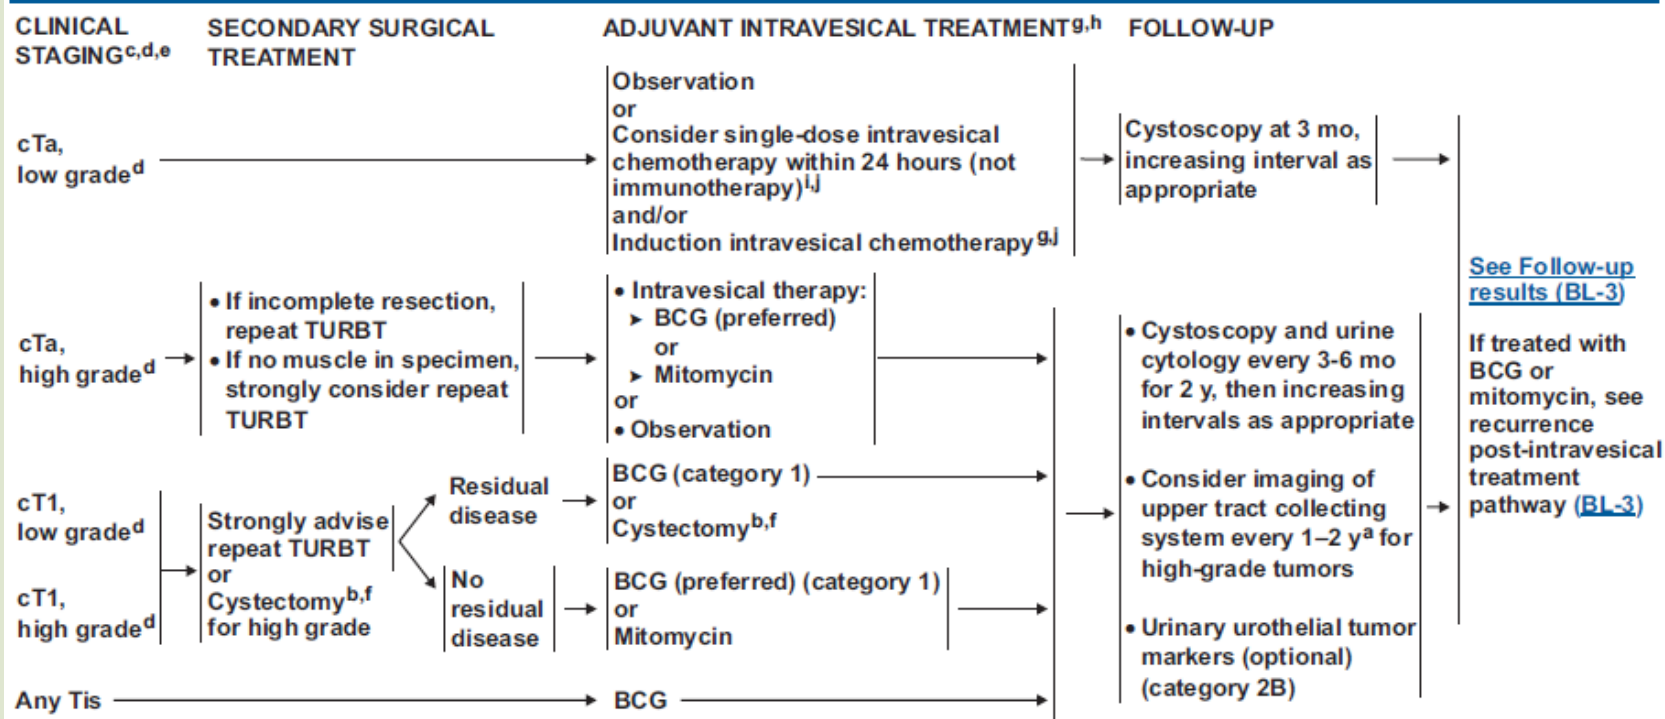 CLINICAL
STAGINGc,d,e
SECONDARY SURGICAL
TREATMENT
ADJUVANT INTRAVESICAL TREATMENTg,h
FOLLOW-UP
cTa,
low graded
Observation
or
Consider single-dose intravesical
chemotherapy within 24 hours (not
immunotherapy)i,j
and/or
Induction intravesical chemotherapyg,j
Cystoscopy at 3 mo,
increasing interval as
appropriate
cTa,
high graded
• If incomplete resection,
repeat TURBT
• If no muscle in specimen,
strongly consider repeat
TURBT
• Intravesical therapy:
➤ BCG (preferred)
or
➤ Mitomycin
or
• Observation
cT1,
low graded
cT1,
high graded
Strongly advise
repeat TURBT
or
Cystectomyb,f
for high grade
Residual
disease
BCG (category 1)
or
Cystectomyb,f
No
residual
disease
BCG (preferred) (category 1)
or
Mitomycin
Any Tis
BCG
• Cystoscopy and urine
cytology every 3-6 mo
for 2 y, then increasing
intervals as appropriate
• Consider imaging of
upper tract collecting
system every 1–2 ya for
high-grade tumors
• Urinary urothelial tumor
markers (optional)
(category 2B)
See Follow-up
results (BL-3)
If treated with
BCG or
mitomycin, see
recurrence
post-intravesical
treatment
pathway (BL-3)